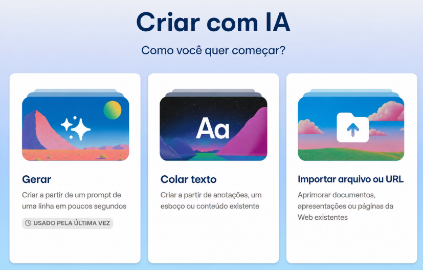 Criar com IA
Como você quer começar?
Gerar
Criar a partir de um prompt de
uma linha em poucos segundos
USADO PELA ÚLTIMA VEZ
Aa
Colar texto
Criar a partir de anotações, um
esboço ou conteúdo existente
Importar arquivo ou URL
Aprimorar documentos,
apresentações ou páginas da
Web existentes